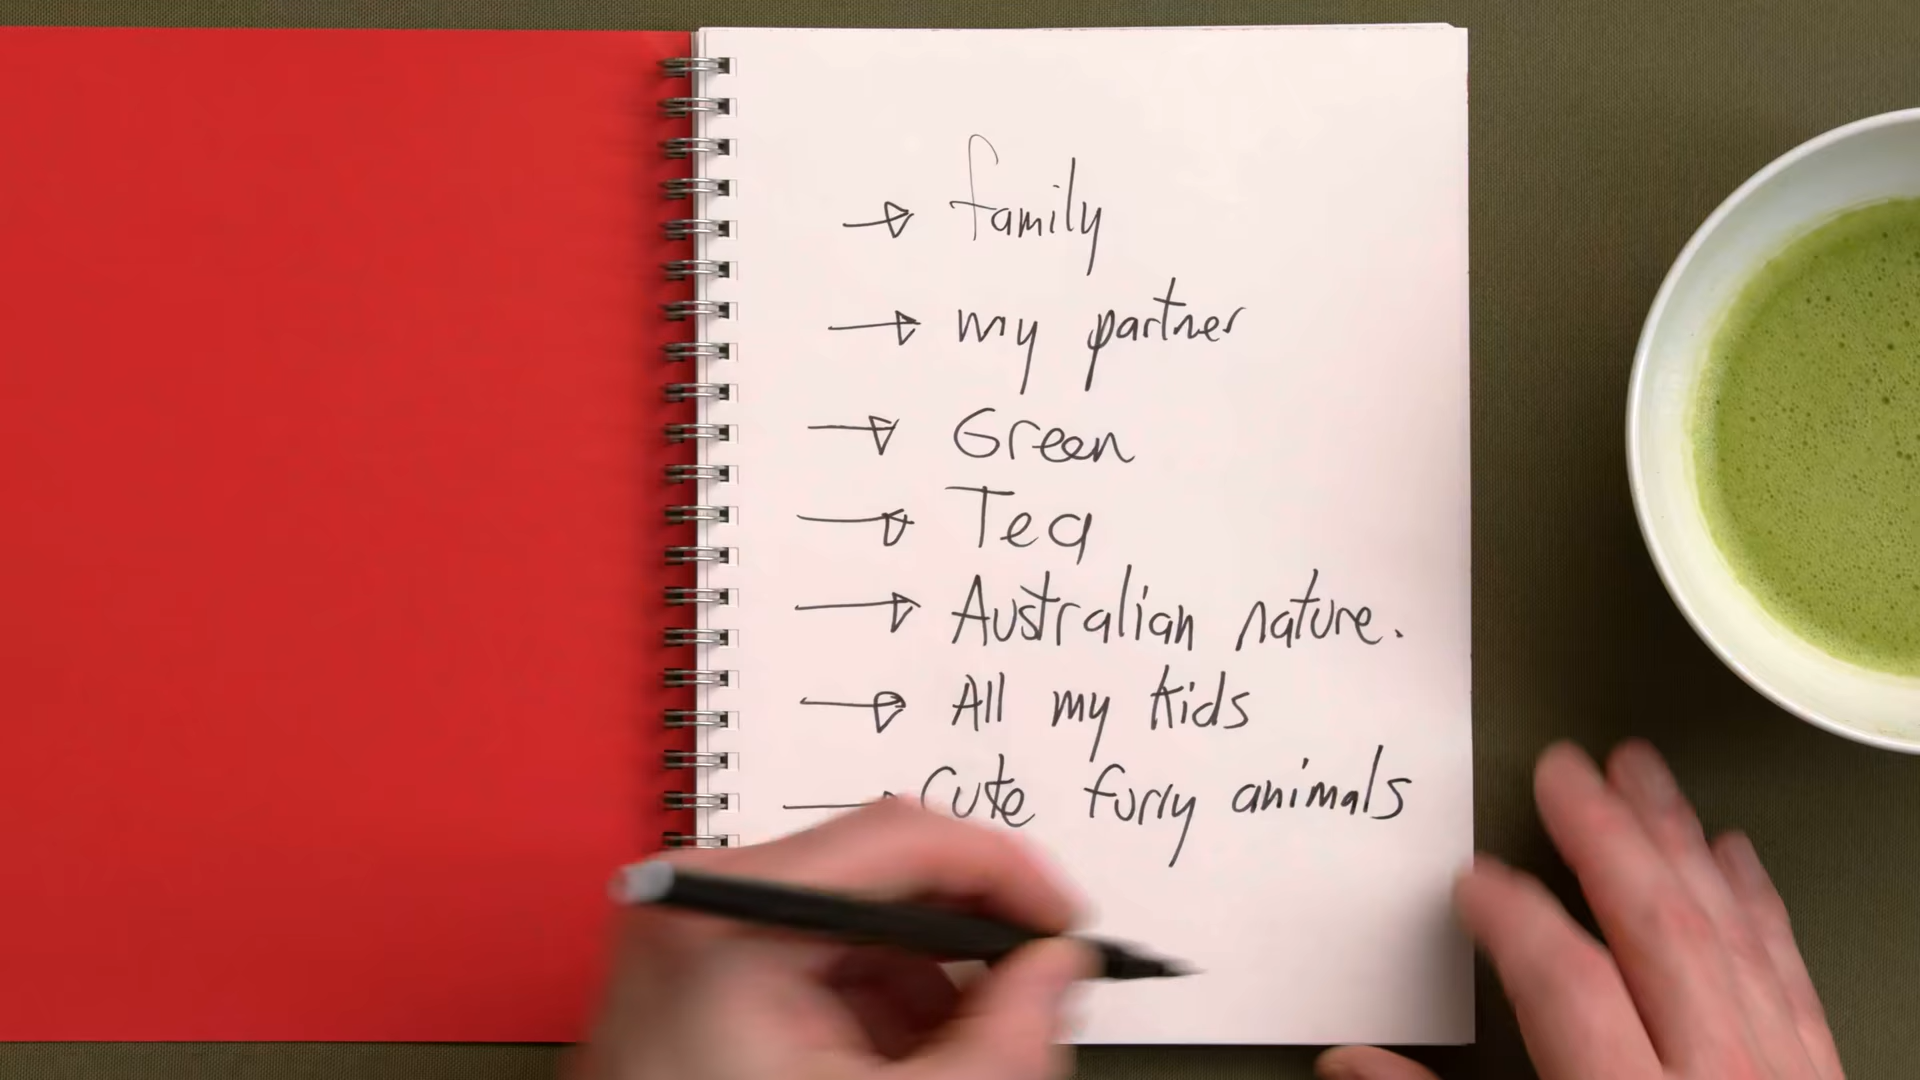 → family
→ my partner
→ Green
→ Tea
→ Australian nature.
→ All my kids
→ Cute furry animals